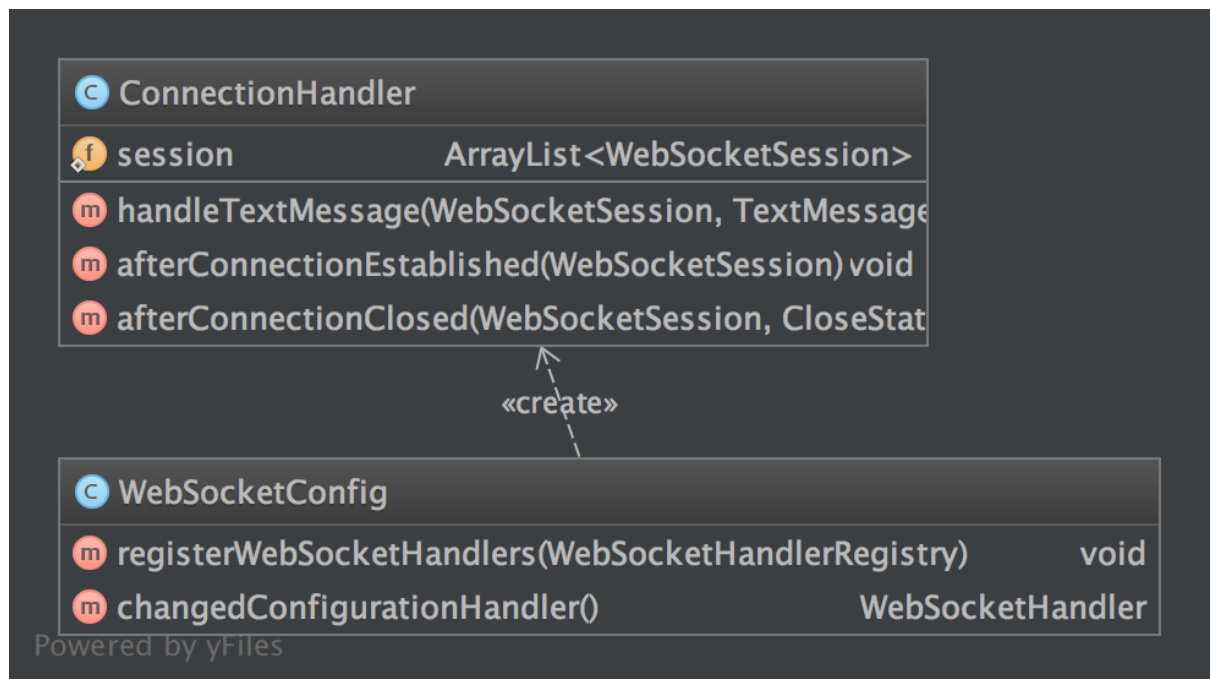 C ConnectionHandler
f session ArrayList<WebSocketSession>
m handleTextMessage(WebSocketSession, TextMessage
m afterConnectionEstablished(WebSocketSession) void
m afterConnectionClosed(WebSocketSession, CloseStat
«create»
C WebSocketConfig
m registerWebSocketHandlers(WebSocketHandlerRegistry) void
m changedConfigurationHandler() WebSocketHandler
Powered by yFiles